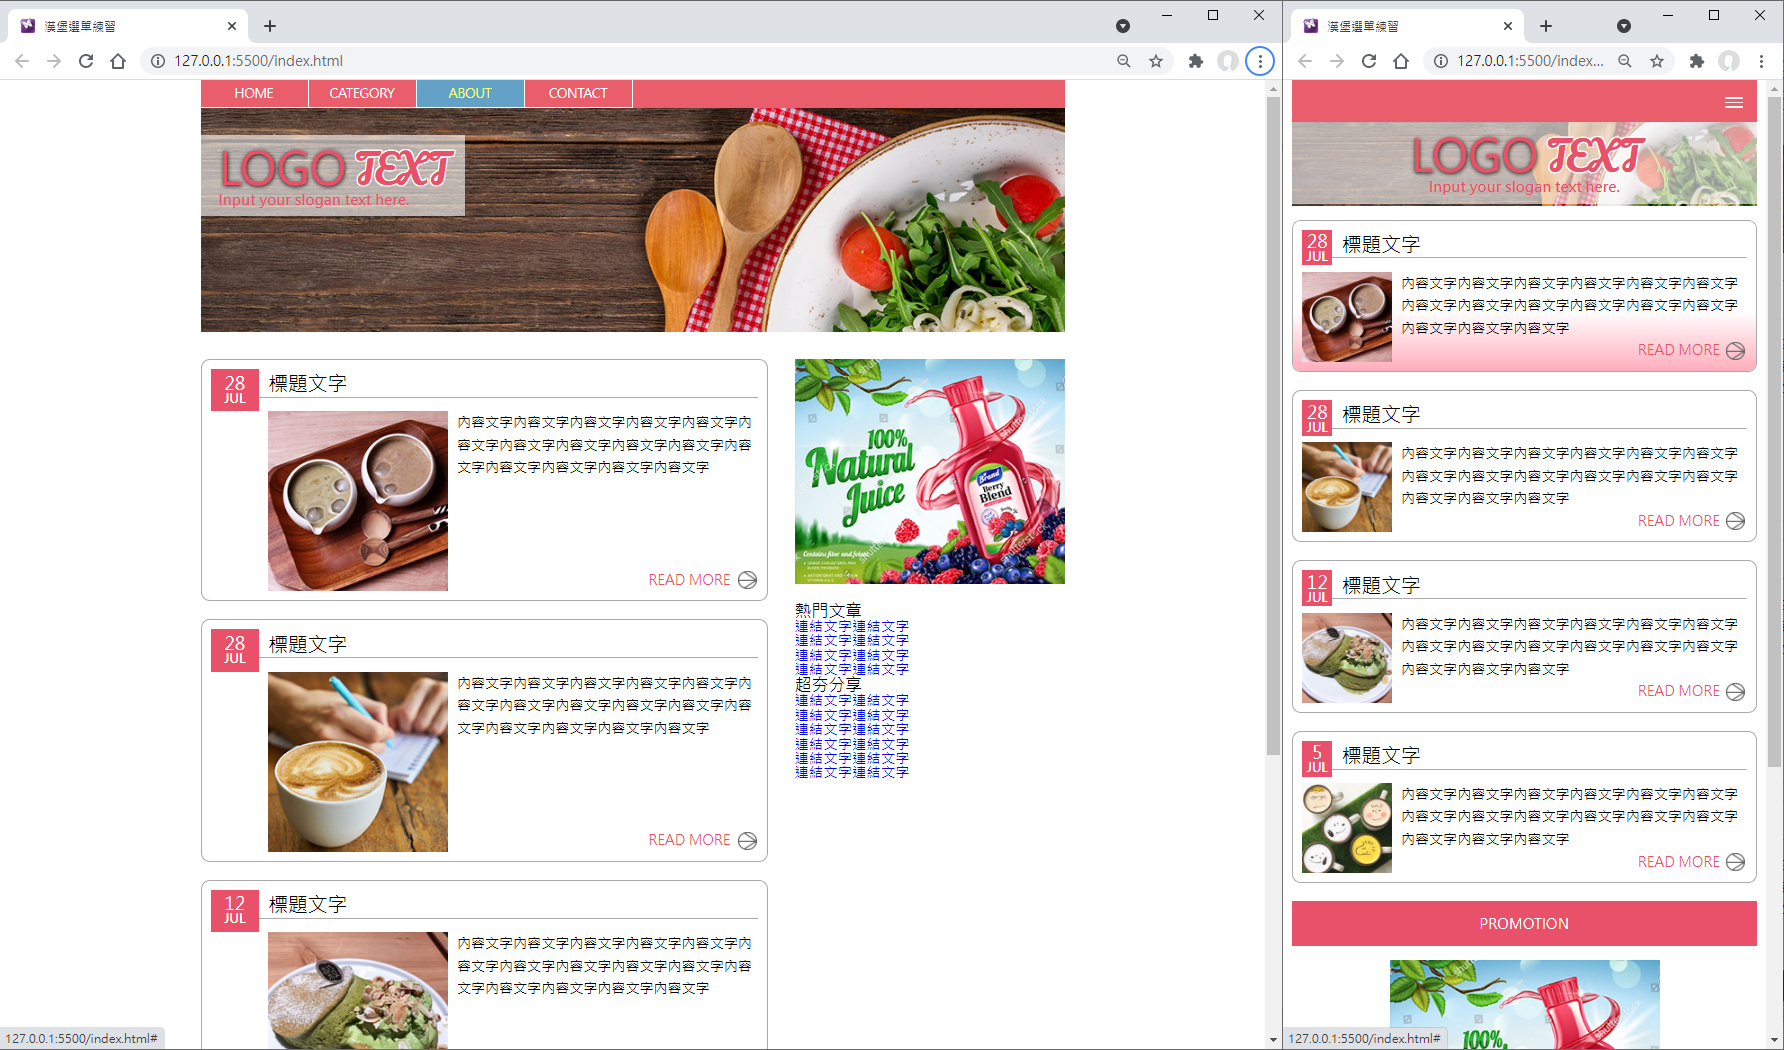 漢堡選單練習
127.0.0.1:5500/index.html
HOME
CATEGORY
ABOUT
CONTACT
LOGO TEXT
Input your slogan text here.
28
JUL
標題文字
內容文字內容文字內容文字內容文字內容文字內
容文字內容文字內容文字內容文字內容文字內容
文字內容文字內容文字內容文字內容文字
READ MORE
28
JUL
標題文字
內容文字內容文字內容文字內容文字內容文字內
容文字內容文字內容文字內容文字內容文字內容
文字內容文字內容文字內容文字內容文字
READ MORE
12
JUL
標題文字
內容文字內容文字內容文字內容文字內容文字內
容文字內容文字內容文字內容文字內容文字內容
文字內容文字內容文字內容文字內容文字
100%
Natural
Juice
Brand
Berry
Blend
Contains fiber and folate
熱門文章
連結文字連結文字
連結文字連結文字
連結文字連結文字
連結文字連結文字
超夯分享
連結文字連結文字
連結文字連結文字
連結文字連結文字
連結文字連結文字
連結文字連結文字
連結文字連結文字
127.0.0.1:5500/index.html#
漢堡選單練習
127.0.0.1:5500/index...
LOGO TEXT
Input your slogan text here.
28
JUL
標題文字
內容文字內容文字內容文字內容文字內容文字內容文字
內容文字內容文字內容文字內容文字內容文字內容文字
內容文字內容文字內容文字
READ MORE
28
JUL
標題文字
內容文字內容文字內容文字內容文字內容文字內容文字
內容文字內容文字內容文字內容文字內容文字內容文字
內容文字內容文字內容文字
READ MORE
12
JUL
標題文字
內容文字內容文字內容文字內容文字內容文字內容文字
內容文字內容文字內容文字內容文字內容文字內容文字
內容文字內容文字內容文字
READ MORE
5
JUL
標題文字
內容文字內容文字內容文字內容文字內容文字內容文字
內容文字內容文字內容文字內容文字內容文字內容文字
內容文字內容文字內容文字
READ MORE
PROMOTION
100%
127.0.0.1:5500/index.html#